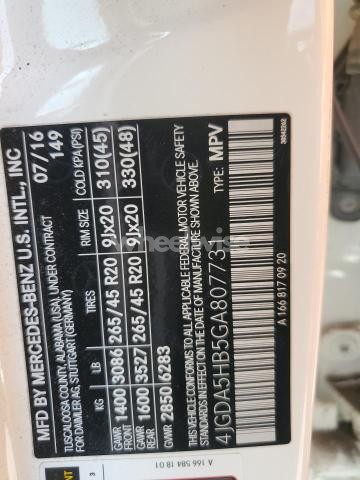 MFD BY MERCEDES-BENZ U.S. INTL., INC
TUSCALOOSA COUNTY, ALABAMA (USA), UNDER CONTRACT
FOR DAIMLER AG, STUTTGART (GERMANY)
07/16
149
KG LB TIRES RIM SIZE COLD KPA(PSI)
GAWR FRONT 1400 3086 265/45 R20 9Jx20 310(45)
GAWR REAR 1600 3527 265/45 R20 9Jx20 330(48)
GVWR 2850 6283
THIS VEHICLE CONFORMS TO ALL APPLICABLE FEDERAL MOTOR VEHICLE SAFETY
STANDARDS IN EFFECT ON THE DATE OF MANUFACTURE SHOWN ABOVE.
4JGDA5HB5GA80773 TYPE: MPV
A 166 817 09 20
A 166 584 18 01
3